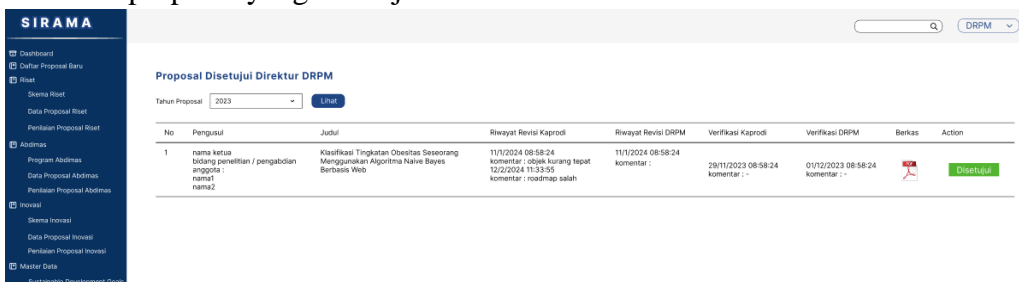 SIRAMA
DRPM
Dashboard
Daftar Proposal Baru
Riset
Skema Riset
Data Proposal Riset
Penilaian Proposal Riset
Abdimas
Program Abdimas
Data Proposal Abdimas
Penilaian Proposal Abdimas
Inovasi
Skema Inovasi
Data Proposal Inovasi
Penilaian Proposal Inovasi
Master Data
Sustainable Development Goals
Proposal Disetujui Direktur DRPM
Tahun Proposal 2023 Lihat
No Pengusul Judul Riwayat Revisi Kaprodi Riwayat Revisi DRPM Verifikasi Kaprodi Verifikasi DRPM Berkas Action
1
nama ketua
bidang penelitian / pengabdian
anggota :
nama1
nama2
Klasifikasi Tingkatan Obesitas Seseorang
Menggunakan Algoritma Naive Bayes
Berbasis Web
11/1/2024 08:58:24
komentar : objek kurang tepat
12/2/2024 11:33:55
komentar : roadmap salah
11/1/2024 08:58:24
komentar :
29/11/2023 08:58:24
komentar : -
01/12/2023 08:58:24
komentar : -
PDF
Disetujui